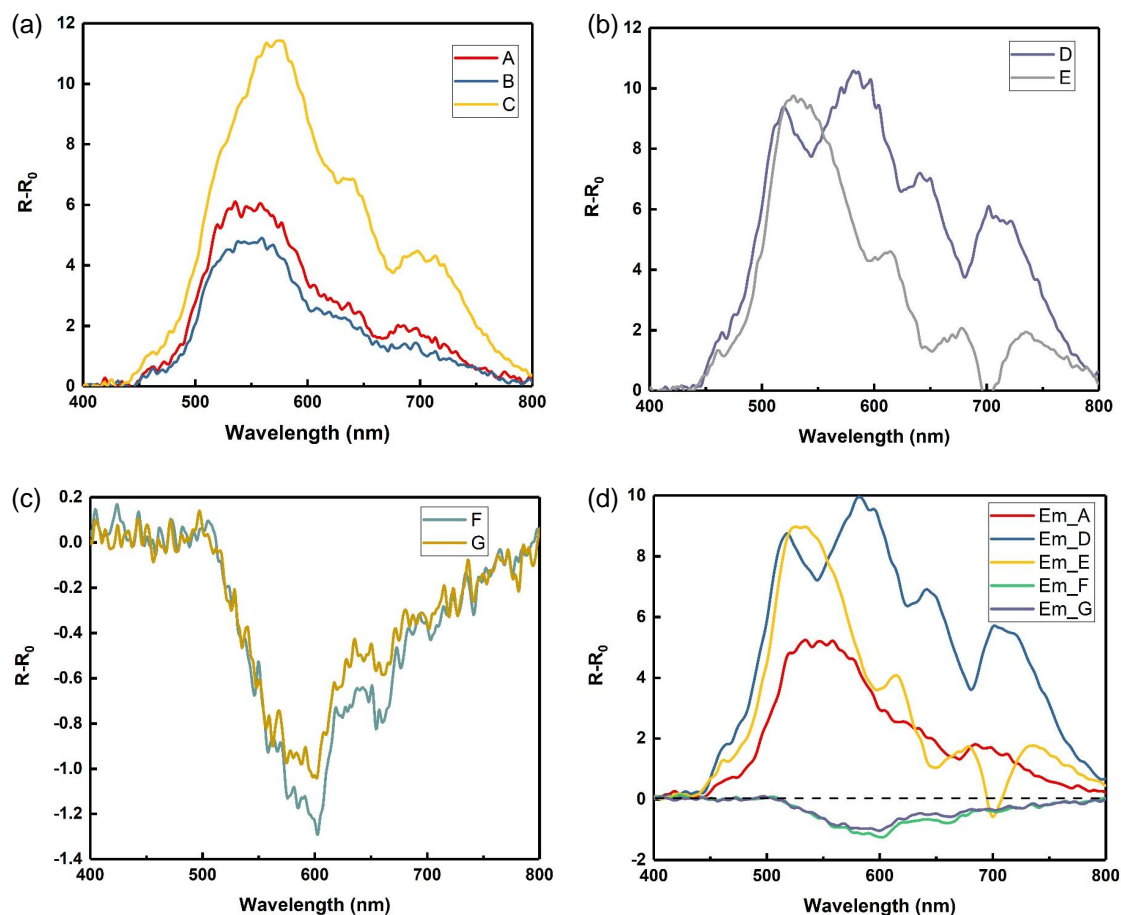 (a)
12
10
8
6
4
2
0
R-R0
A
B
C
400 500 600 700 800
Wavelength (nm)
(b)
12
10
8
6
4
2
0
R-R0
D
E
400 500 600 700 800
Wavelength (nm)
(c)
0.2
0.0
-0.2
-0.4
-0.6
-0.8
-1.0
-1.2
-1.4
R-R0
F
G
400 500 600 700 800
Wavelength (nm)
(d)
10
8
6
4
2
0
-2
R-R0
Em_A
Em_D
Em_E
Em_F
Em_G
400 500 600 700 800
Wavelength (nm)